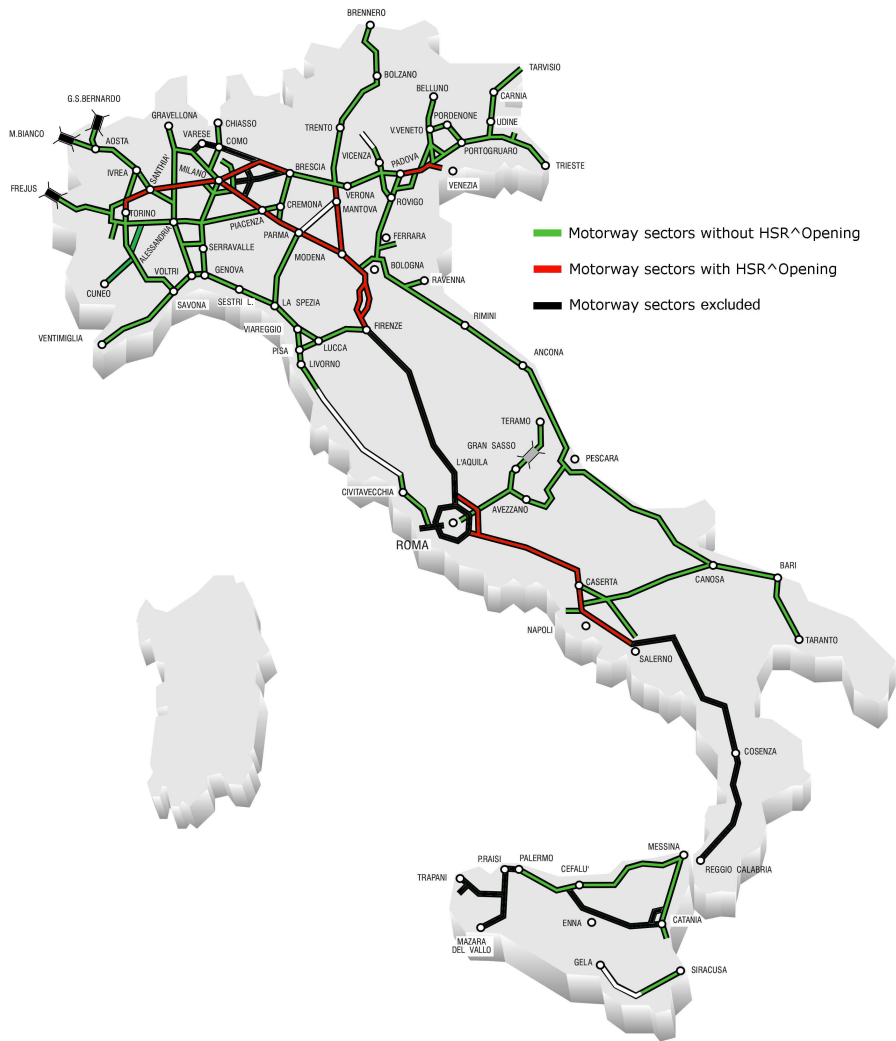 BRENNERO
TARVISIO
BOLZANO
BELLUNO
CARNIA
G.S.BERNARDO
GRAVELLONA
CHIASSO
PORDENONE
UDINE
M.BIANCO
AOSTA
VARESE
COMO
TRENTO
V.VENETO
PORTOGRUARO
IVREA
SANTHIA'
MILANO
BRESCIA
VICENZA
PADOVA
TRIESTE
FREJUS
VERONA
VENEZIA
TORINO
CREMONA
MANTOVA
ROVIGO
PIACENZA
ALESSANDRIA
SERRAVALLE
PARMA
FERRARA
Motorway sectors without HSR^Opening
MODENA
BOLOGNA
Motorway sectors with HSR^Opening
VOLTRI
GENOVA
RAVENNA
CUNEO
SAVONA
SESTRI L.
LA SPEZIA
Motorway sectors excluded
VENTIMIGLIA
VIAREGGIO
FIRENZE
RIMINI
PISA
LUCCA
LIVORNO
ANCONA
TERAMO
GRAN SASSO
L'AQUILA
PESCARA
CIVITAVECCHIA
AVEZZANO
ROMA
BARI
CASERTA
CANOSA
NAPOLI
TARANTO
SALERNO
COSENZA
MESSINA
P.RAISI
PALERMO
CEFALU'
REGGIO CALABRIA
TRAPANI
ENNA
CATANIA
MAZARA
DEL VALLO
GELA
SIRACUSA